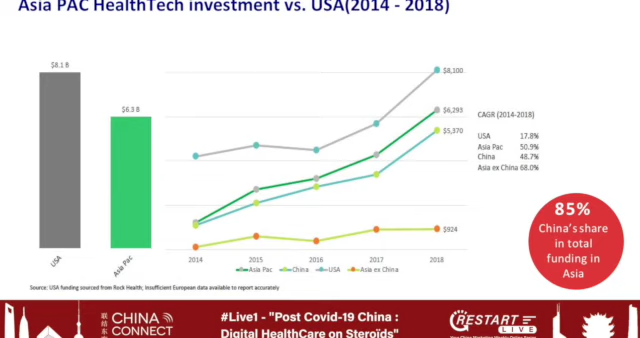 Asia PAC HealthTech investment vs. USA(2014 - 2018)
$8.1 B
$6.3 B
USA
Asia Pac
$8,100
$6,293
$5,370
$924
2014
2015
2016
2017
2018
Asia Pac
China
USA
Asia ex China
CAGR (2014-2018)
USA 17.8%
Asia Pac 50.9%
China 48.7%
Asia ex China 68.0%
85%
China's share
in total
funding in
Asia
Source: USA funding sourced from Rock Health; Insufficient European data available to report accurately
CHINA
CONNECT
#Live1 - "Post Covid-19 China :
Digital HealthCare on Steroïds"
RESTART
LIVE